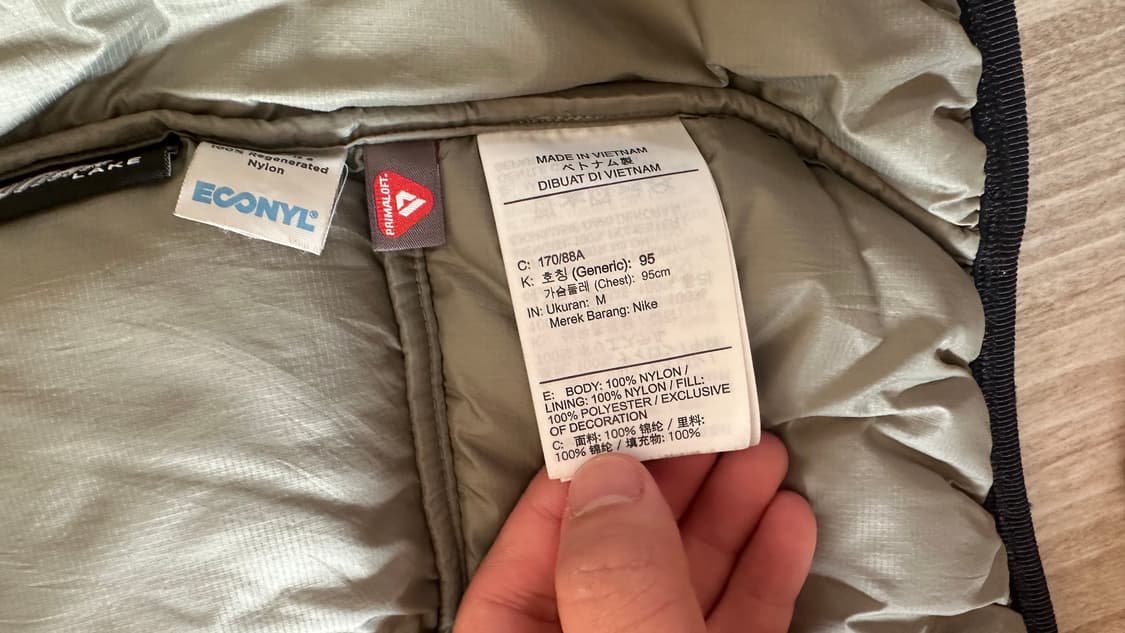 LAKE
100% Regenerated
Nylon
ECONYL®
PRIMALOFT.
MADE IN VIETNAM
ベトナム製
DIBUAT DI VIETNAM
C: 170/88A
K: 호칭 (Generic): 95
가슴둘레 (Chest): 95cm
IN: Ukuran: M
Merek Barang: Nike
E: BODY: 100% NYLON /
LINING: 100% NYLON / FILL:
100% POLYESTER / EXCLUSIVE
OF DECORATION
C: 面料: 100% 锦纶 / 里料:
100% 锦纶 / 填充物: 100%